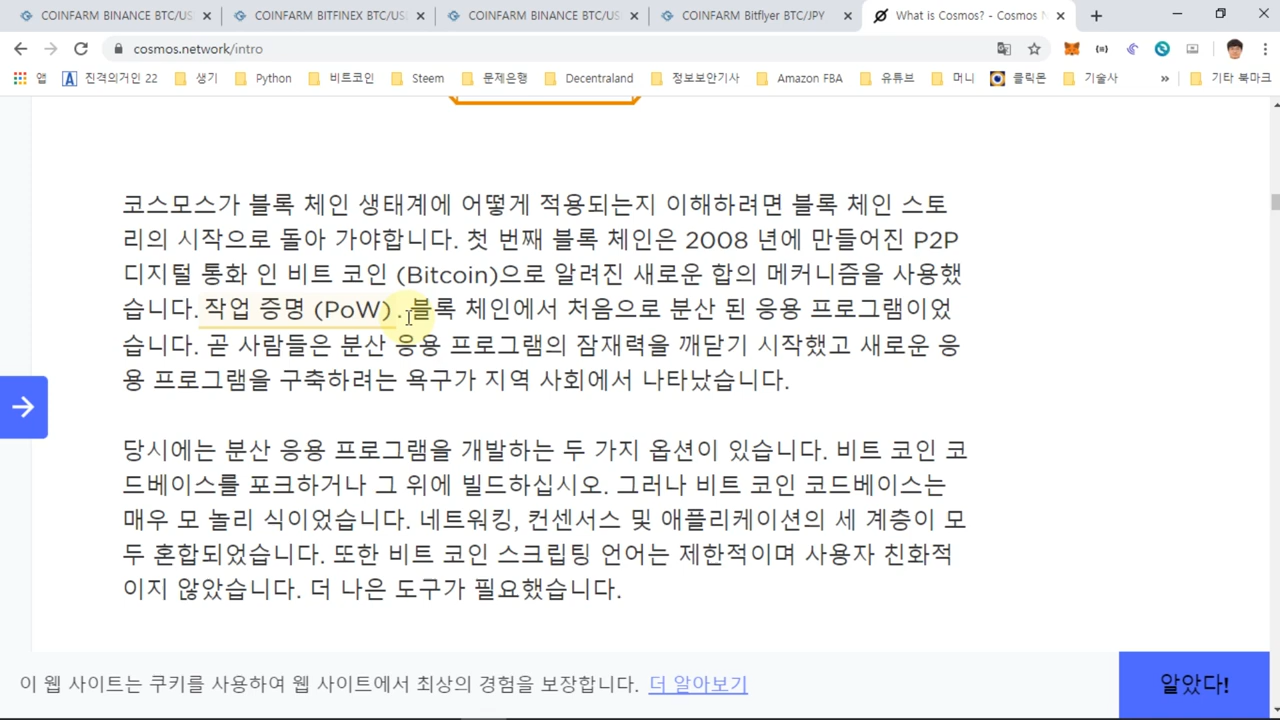 COINFARM BINANCE BTC/US
COINFARM BITFINEX BTC/US
COINFARM BINANCE BTC/US
COINFARM Bitflyer BTC/JPY
What is Cosmos? - Cosmos N
cosmos.network/intro
앱 진격의거인 22 생기 Python 비트코인 Steem 문제은행 Decentraland 정보보안기사 Amazon FBA 유튜브 머니 클릭몬 기술사 » 기타 북마크
코스모스가 블록 체인 생태계에 어떻게 적용되는지 이해하려면 블록 체인 스토
리의 시작으로 돌아 가야합니다. 첫 번째 블록 체인은 2008 년에 만들어진 P2P
디지털 통화 인 비트 코인 (Bitcoin)으로 알려진 새로운 합의 메커니즘을 사용했
습니다. 작업 증명 (PoW) . 블록 체인에서 처음으로 분산 된 응용 프로그램이었
습니다. 곧 사람들은 분산 응용 프로그램의 잠재력을 깨닫기 시작했고 새로운 응
용 프로그램을 구축하려는 욕구가 지역 사회에서 나타났습니다.
당시에는 분산 응용 프로그램을 개발하는 두 가지 옵션이 있습니다. 비트 코인 코
드베이스를 포크하거나 그 위에 빌드하십시오. 그러나 비트 코인 코드베이스는
매우 모 놀리 식이었습니다. 네트워킹, 컨센서스 및 애플리케이션의 세 계층이 모
두 혼합되었습니다. 또한 비트 코인 스크립팅 언어는 제한적이며 사용자 친화적
이지 않았습니다. 더 나은 도구가 필요했습니다.
이 웹 사이트는 쿠키를 사용하여 웹 사이트에서 최상의 경험을 보장합니다. 더 알아보기
알았다!